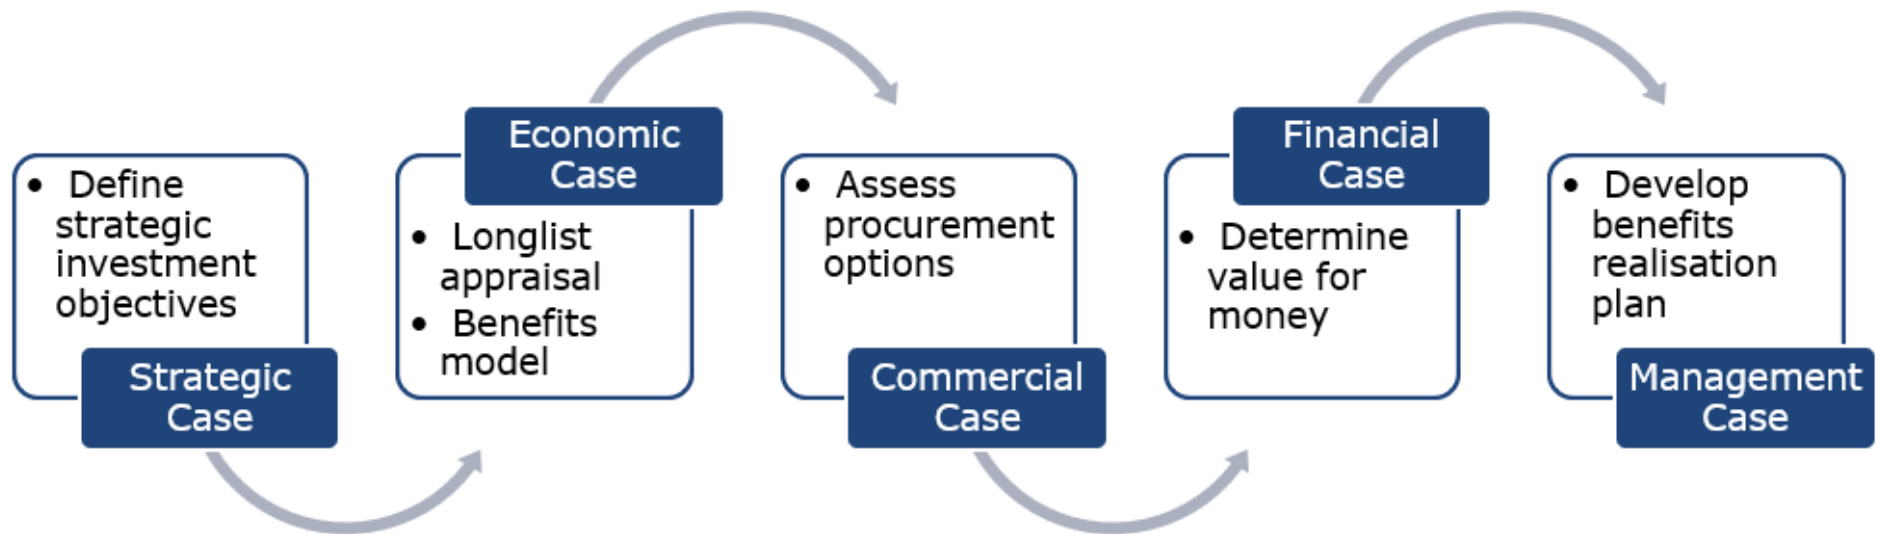 • Define
strategic
investment
objectives
Strategic
Case
Economic
Case
• Longlist
appraisal
• Benefits
model
• Assess
procurement
options
Commercial
Case
Financial
Case
• Determine
value for
money
• Develop
benefits
realisation
plan
Management
Case